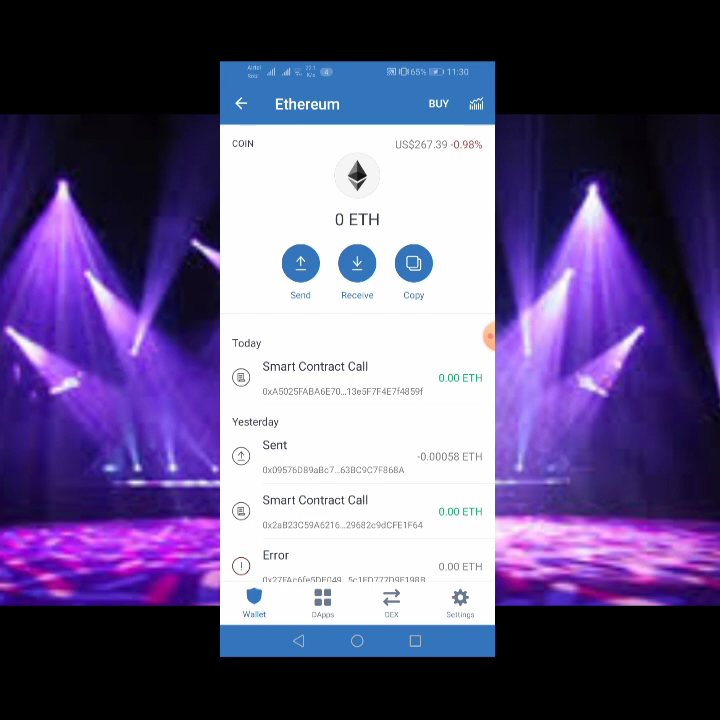 Airtel
65% 11:30
Ethereum
BUY
COIN
US$267.39 -0.98%
0 ETH
Send
Receive
Copy
Today
Smart Contract Call
0.00 ETH
0xA5025FABA6E70...13e5F7F4E7f4859f
Yesterday
Sent
-0.00058 ETH
0x09576D89aBc7...63BC9C7F868A
Smart Contract Call
0.00 ETH
0x2aB23C59A6216...29682c9dCFE1F64
Error
0.00 ETH
Wallet
DApps
DEX
Settings